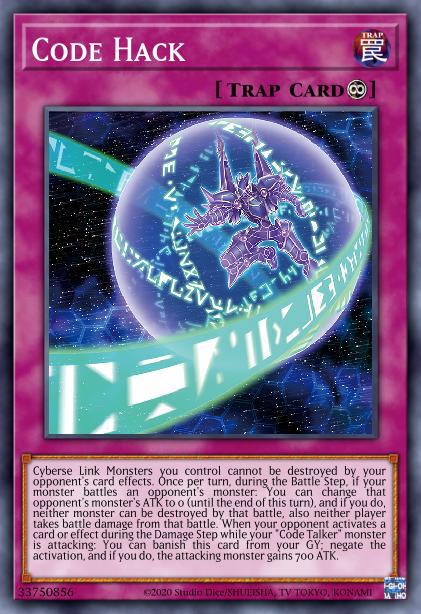 CODE HACK
TRAP
罠
[TRAP CARD∞]
Cyberse Link Monsters you control cannot be destroyed by your
opponent's card effects. Once per turn, during the Battle Step, if your
monster battles an opponent's monster: You can change that
opponent's monster's ATK to 0 (until the end of this turn), and if you do,
neither monster can be destroyed by that battle, also neither player
takes battle damage from that battle. When your opponent activates a
card or effect during the Damage Step while your "Code Talker" monster
is attacking: You can banish this card from your GY; negate the
activation, and if you do, the attacking monster gains 700 ATK.
33750856
©2020 Studio Dice/SHUEISHA, TV TOKYO, KONAMI